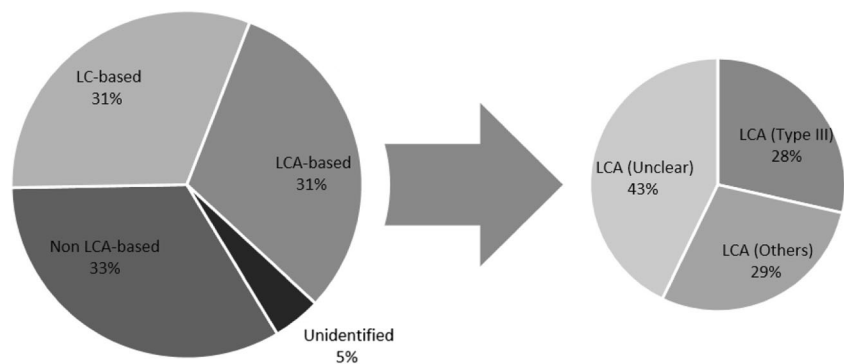 LC-based
31%
LCA-based
31%
Non LCA-based
33%
Unidentified
5%
LCA (Type III)
28%
LCA (Unclear)
43%
LCA (Others)
29%